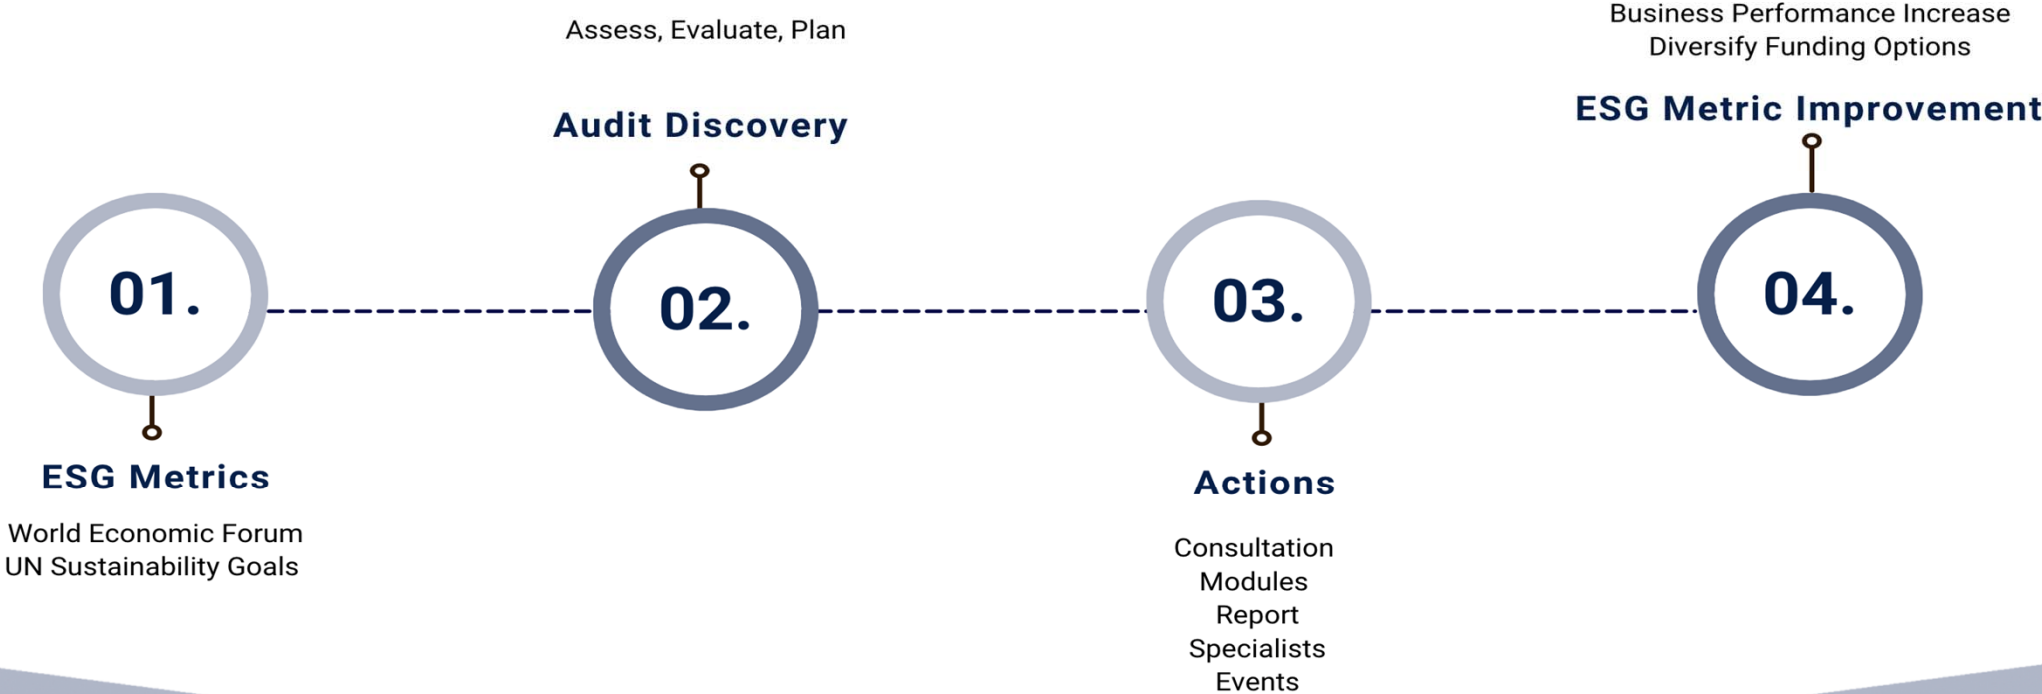 01.
ESG Metrics
World Economic Forum
UN Sustainability Goals
Assess, Evaluate, Plan
Audit Discovery
02.
03.
Actions
Consultation
Modules
Report
Specialists
Events
Business Performance Increase
Diversify Funding Options
ESG Metric Improvement
04.